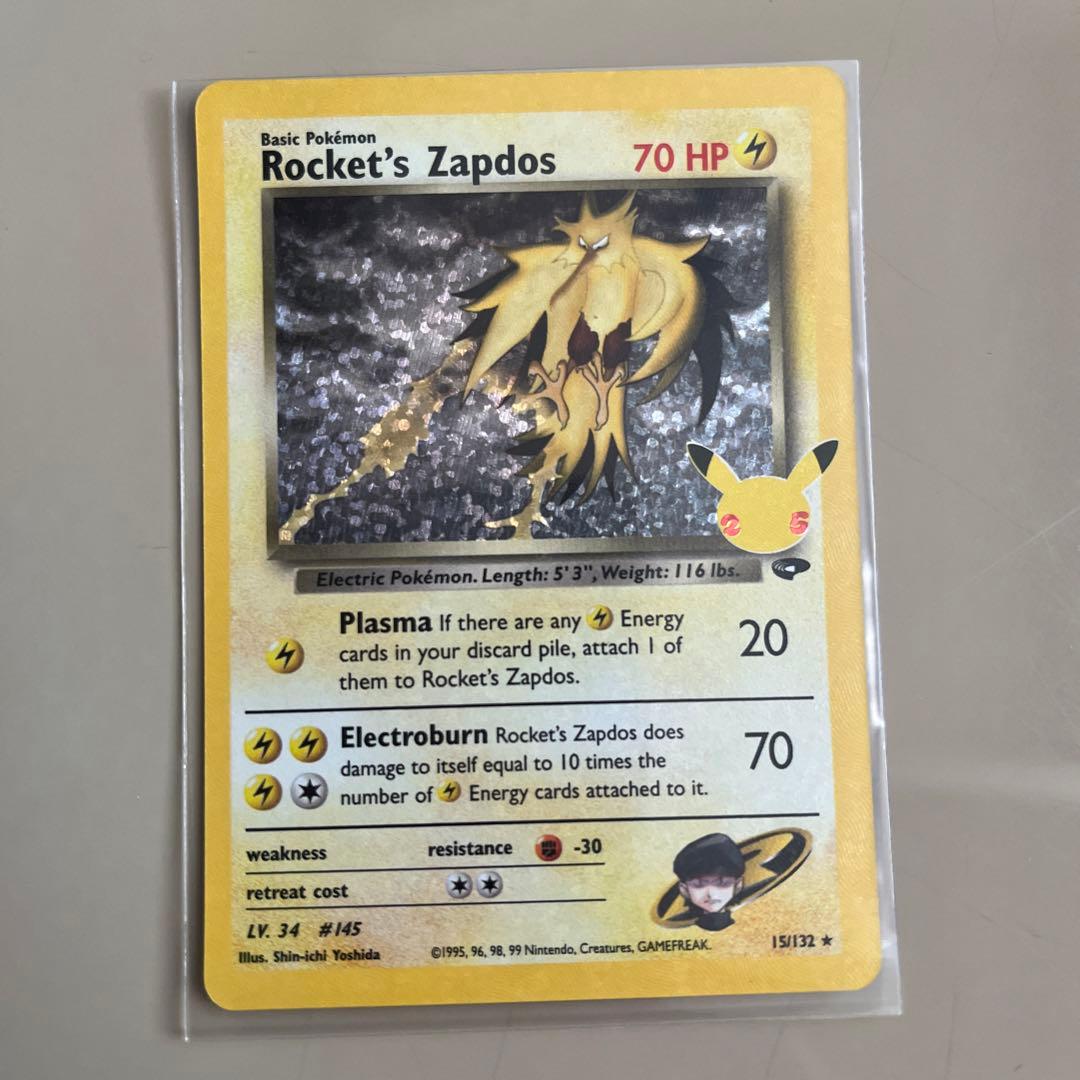 Basic Pokémon
Rocket's Zapdos 70 HP
25
Electric Pokémon. Length: 5'3", Weight: 116 lbs.
Plasma If there are any Energy
cards in your discard pile, attach 1 of
them to Rocket's Zapdos.
20
Electroburn Rocket's Zapdos does
damage to itself equal to 10 times the
number of Energy cards attached to it.
70
weakness resistance -30
retreat cost
LV. 34 #145
Illus. Shin-ichi Yoshida ©1995, 96, 98, 99 Nintendo, Creatures, GAMEFREAK. 15/132 ★